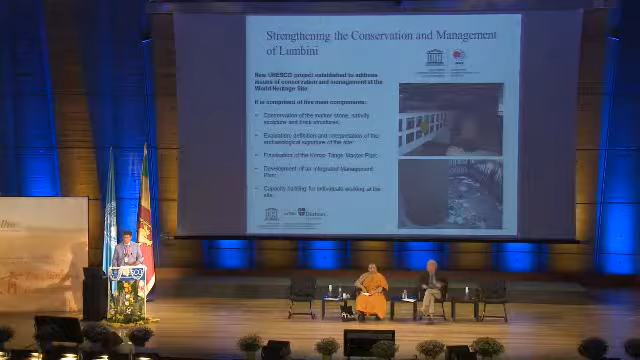 Strengthening the Conservation and Management
of Lumbini
New UNESCO project established to address
issues of conservation and management at the
World Heritage Site.
It is comprised of five main components:
- Conservation of the marker stone, nativity
sculpture and brick structures;
- Evaluation definition and interpretation of the
archaeological signature of the site;
- Finalisation of the Kenzo Tange Master Plan;
- Development of an Integrated Management
Plan;
- Capacity building for individuals working at the
site.
Durham
UNESCO